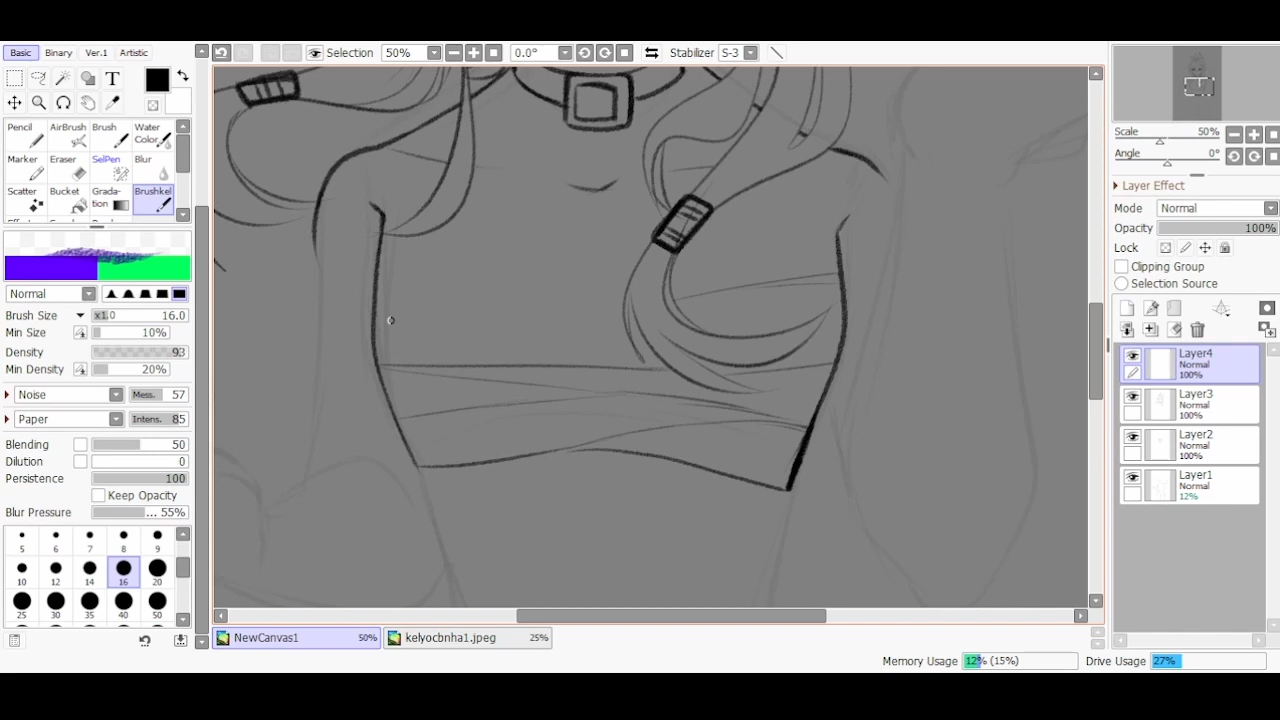 Basic Binary Ver.1 Artistic
Selection 50% 0.0° Stabilizer S-3
T
Pencil AirBrush Brush Water Color
Marker Eraser SelPen Blur
Scatter Bucket Grada-tion Brushkel
Normal
Brush Size x1.0 16.0
Min Size 10%
Density 93
Min Density 20%
Noise Mess. 57
Paper Intens. 85
Blending 50
Dilution 0
Persistence 100
Keep Opacity
Blur Pressure ... 55%
5 6 7 8 9
10 12 14 16 20
25 30 35 40 50
NewCanvas1 50% kelyocbnha1.jpeg 25%
Memory Usage 12% (15%) Drive Usage 27%
Scale 50%
Angle 0°
Layer Effect
Mode Normal
Opacity 100%
Lock
Clipping Group
Selection Source
Layer4
Normal
100%
Layer3
Normal
100%
Layer2
Normal
100%
Layer1
Normal
12%